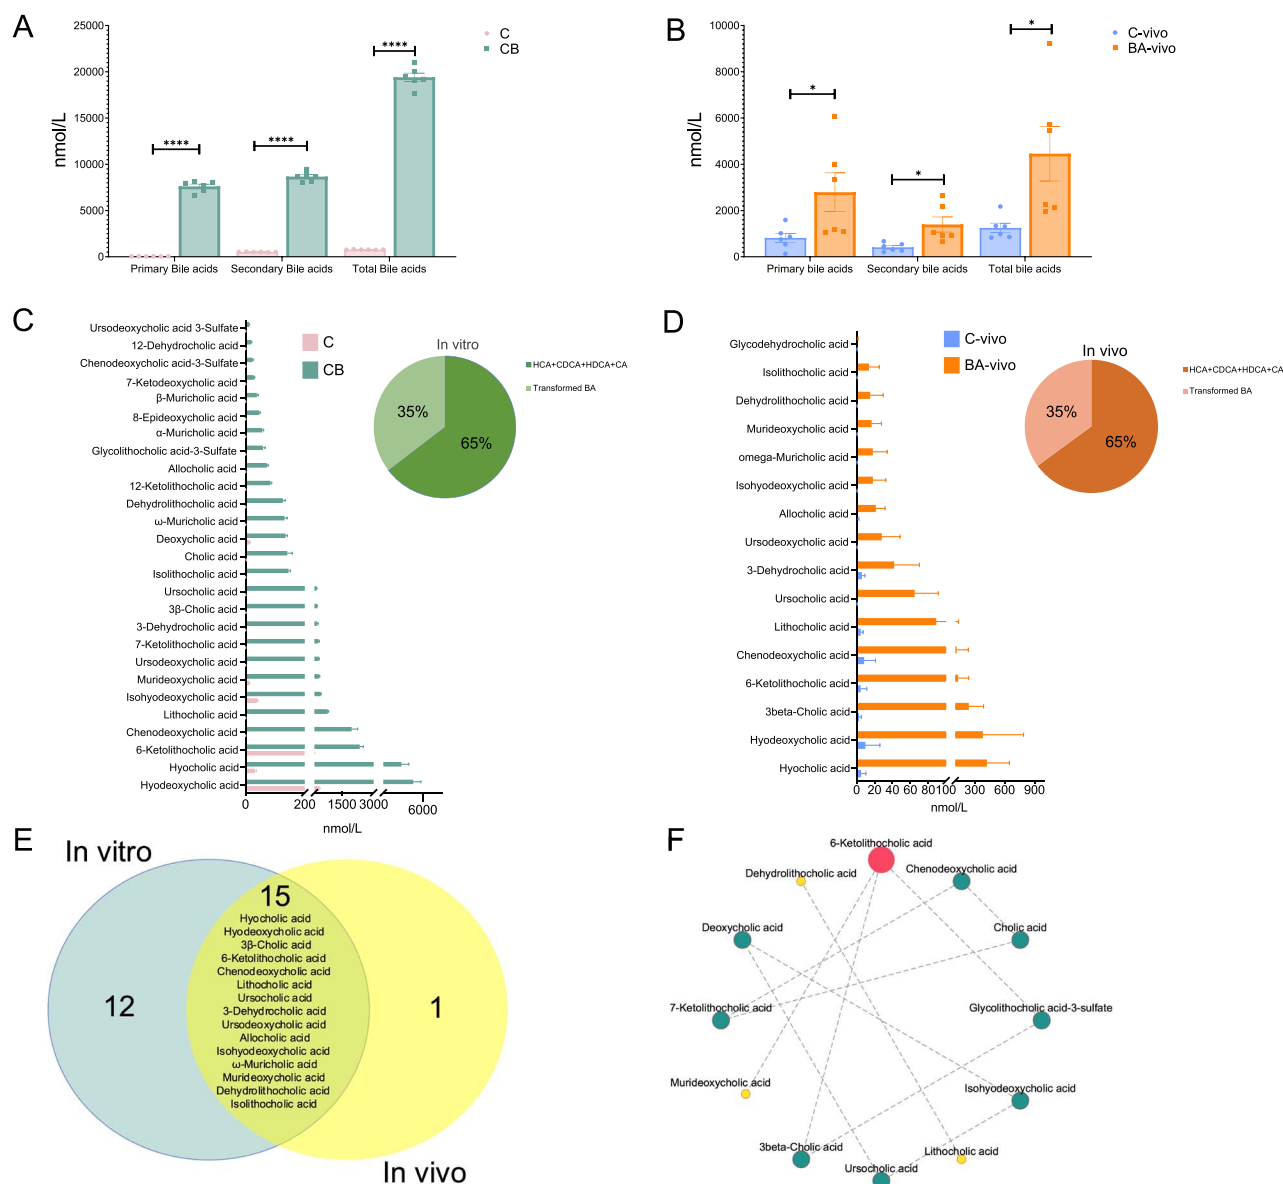 A
25000
20000
15000
10000
5000
0
nmol/L
****
****
****
C
CB
Primary Bile acids
Secondary Bile acids
Total Bile acids
B
10000
8000
6000
4000
2000
0
nmol/L
*
*
*
C-vivo
BA-vivo
Primary bile acids
Secondary bile acids
Total bile acids
C
Ursodeoxycholic acid 3-Sulfate
12-Dehydrocholic acid
Chenodeoxycholic acid-3-Sulfate
7-Ketodeoxycholic acid
β-Muricholic acid
8-Epideoxycholic acid
α-Muricholic acid
Glycolithocholic acid-3-Sulfate
Allocholic acid
12-Ketolithocholic acid
Dehydrolithocholic acid
ω-Muricholic acid
Deoxycholic acid
Cholic acid
Isolithocholic acid
Ursocholic acid
3β-Cholic acid
3-Dehydrocholic acid
7-Ketolithocholic acid
Ursodeoxycholic acid
Murideoxycholic acid
Isohyodeoxycholic acid
Lithocholic acid
Chenodeoxycholic acid
6-Ketolithocholic acid
Hyocholic acid
Hyodeoxycholic acid
0
200
1500
3000
6000
nmol/L
C
CB
In vitro
35%
65%
HCA+CDCA+HDCA+CA
Transformed BA
D
Glycodehydrocholic acid
Isolithocholic acid
Dehydrolithocholic acid
Murideoxycholic acid
omega-Muricholic acid
Isohyodeoxycholic acid
Allocholic acid
Ursodeoxycholic acid
3-Dehydrocholic acid
Ursocholic acid
Lithocholic acid
Chenodeoxycholic acid
6-Ketolithocholic acid
3beta-Cholic acid
Hyodeoxycholic acid
Hyocholic acid
0
20
40
60
80
100
300
600
900
nmol/L
C-vivo
BA-vivo
In vivo
35%
65%
HCA+CDCA+HDCA+CA
Transformed BA
E
In vitro
12
15
Hyocholic acid
Hyodeoxycholic acid
3β-Cholic acid
6-Ketolithocholic acid
Chenodeoxycholic acid
Lithocholic acid
Ursocholic acid
3-Dehydrocholic acid
Ursodeoxycholic acid
Allocholic acid
Isohyodeoxycholic acid
ω-Muricholic acid
Murideoxycholic acid
Dehydrolithocholic acid
Isolithocholic acid
1
In vivo
F
6-Ketolithocholic acid
Dehydrolithocholic acid
Chenodeoxycholic acid
Deoxycholic acid
Cholic acid
7-Ketolithocholic acid
Glycolithocholic acid-3-sulfate
Murideoxycholic acid
Isohyodeoxycholic acid
3beta-Cholic acid
Ursocholic acid
Lithocholic acid